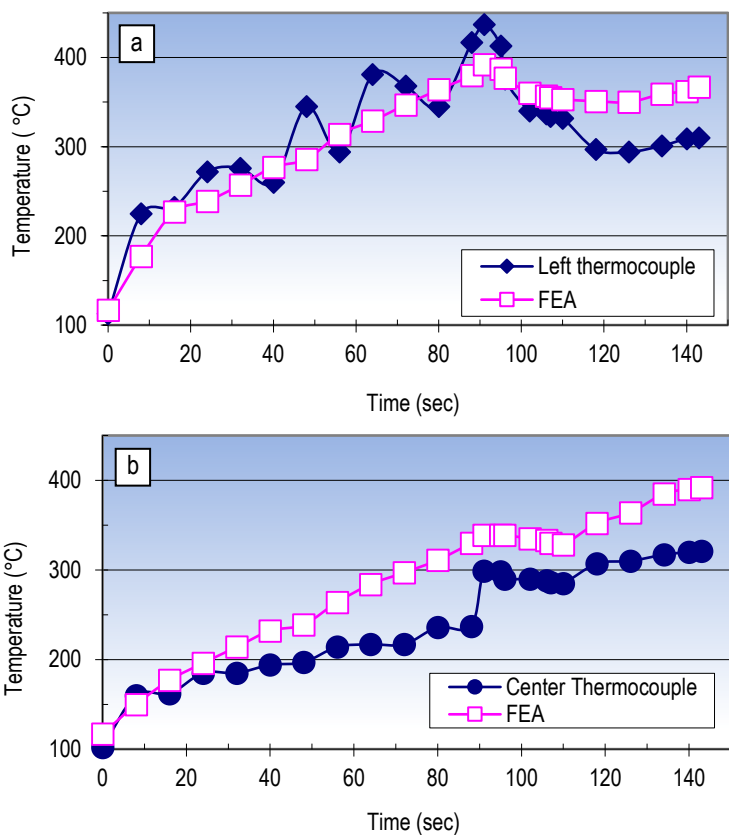 a
400
300
200
100
Temperature ( °C)
Left thermocouple
FEA
0 20 40 60 80 100 120 140
Time (sec)
b
400
300
200
100
Temperature (°C)
Center Thermocouple
FEA
0 20 40 60 80 100 120 140
Time (sec)